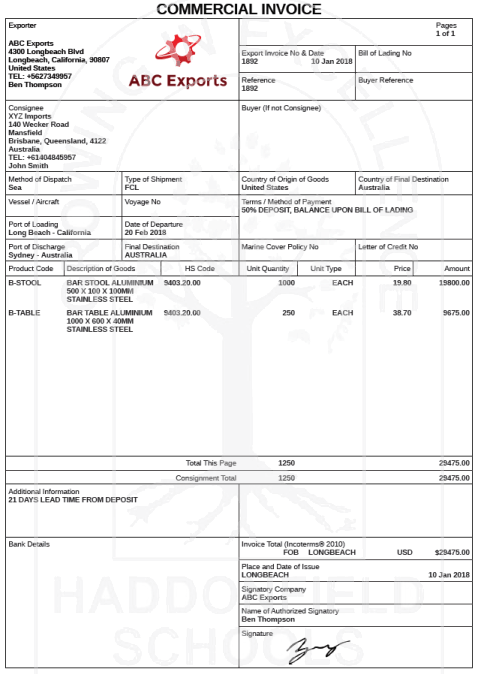 COMMERCIAL INVOICE
Exporter
ABC Exports
4300 Longbeach Blvd
Longbeach, California, 90807
United States
TEL: +5627349957
Ben Thompson
ABC Exports
Pages
1 of 1
Export Invoice No & Date
1892 10 Jan 2018
Bill of Lading No
Reference
1892
Buyer Reference
Consignee
XYZ Imports
140 Wecker Road
Mansfield
Brisbane, Queensland, 4122
Australia
TEL: +61404845957
John Smith
Buyer (If not Consignee)
Method of Dispatch
Sea
Type of Shipment
FCL
Country of Origin of Goods
United States
Country of Final Destination
Australia
Vessel / Aircraft
Voyage No
Terms / Method of Payment
50% DEPOSIT, BALANCE UPON BILL OF LADING
Port of Loading
Long Beach - California
Date of Departure
20 Feb 2018
Port of Discharge
Sydney - Australia
Final Destination
AUSTRALIA
Marine Cover Policy No
Letter of Credit No
Product Code Description of Goods HS Code Unit Quantity Unit Type Price Amount
B-STOOL BAR STOOL ALUMINIUM 9403.20.00 1000 EACH 19.80 19800.00
500 X 100 X 100MM
STAINLESS STEEL
B-TABLE BAR TABLE ALUMINIUM 9403.20.00 250 EACH 38.70 9675.00
1000 X 600 X 40MM
STAINLESS STEEL
Total This Page 1250 29475.00
Consignment Total 1250 29475.00
Additional Information
21 DAYS LEAD TIME FROM DEPOSIT
Bank Details
Invoice Total (Incoterms® 2010)
FOB LONGBEACH USD $29475.00
Place and Date of Issue
LONGBEACH 10 Jan 2018
Signatory Company
ABC Exports
Name of Authorized Signatory
Ben Thompson
Signature
GROWING IN EXCELLENCE
HADDONFIELD
SCHOOLS